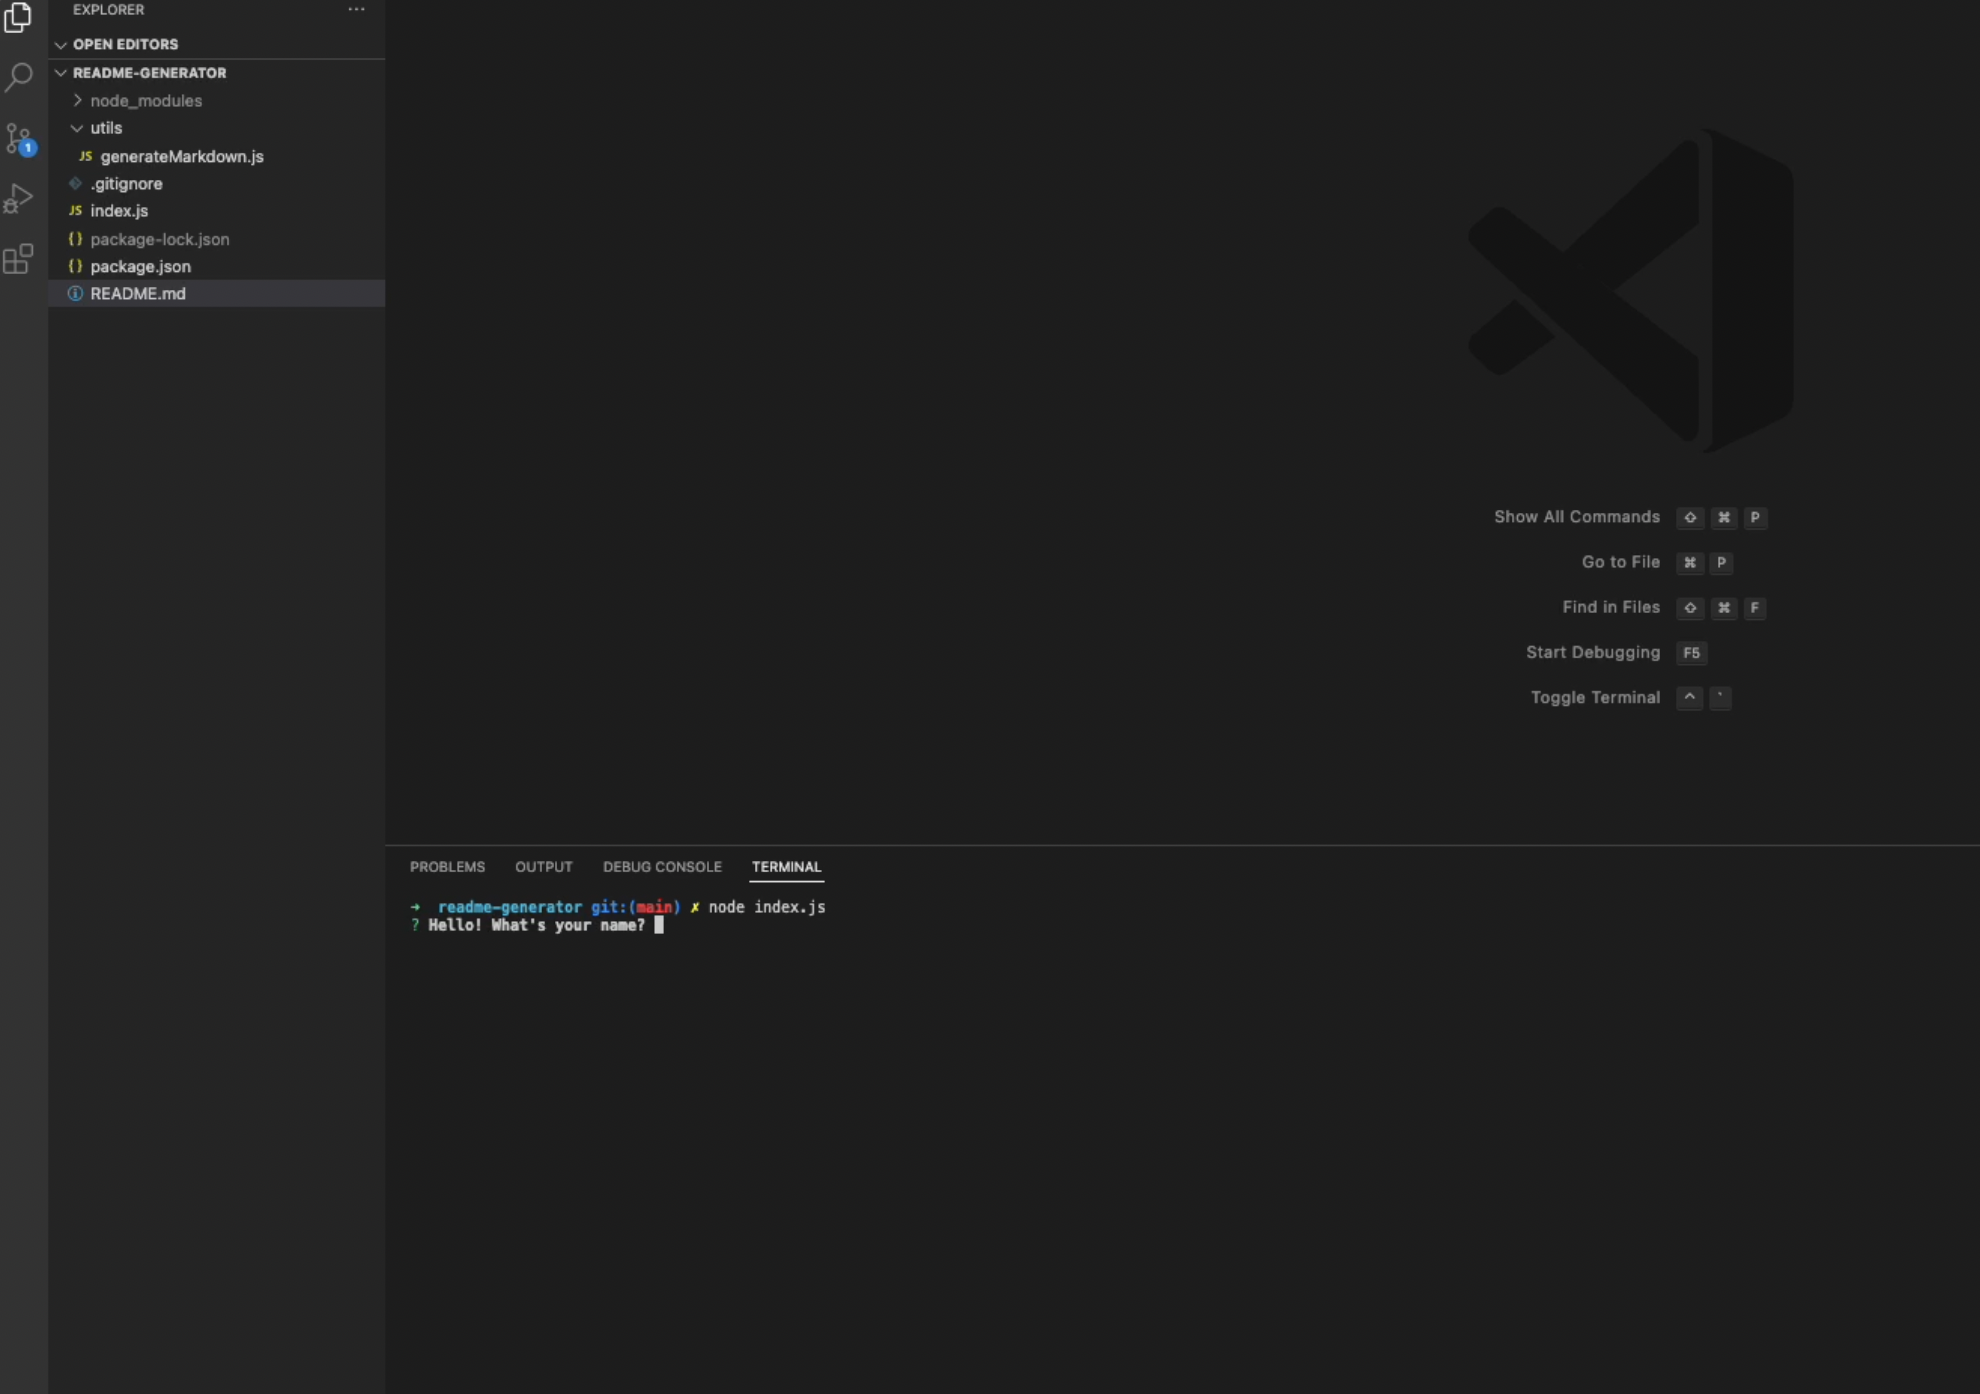 EXPLORER ···
OPEN EDITORS
README-GENERATOR
node_modules
utils
JS generateMarkdown.js
.gitignore
JS index.js
{} package-lock.json
{} package.json
README.md
1
Show All Commands ⇧ ⌘ P
Go to File ⌘ P
Find in Files ⇧ ⌘ F
Start Debugging F5
Toggle Terminal ^ `
PROBLEMS OUTPUT DEBUG CONSOLE TERMINAL
→ readme-generator git:(main) ✗ node index.js
? Hello! What's your name?